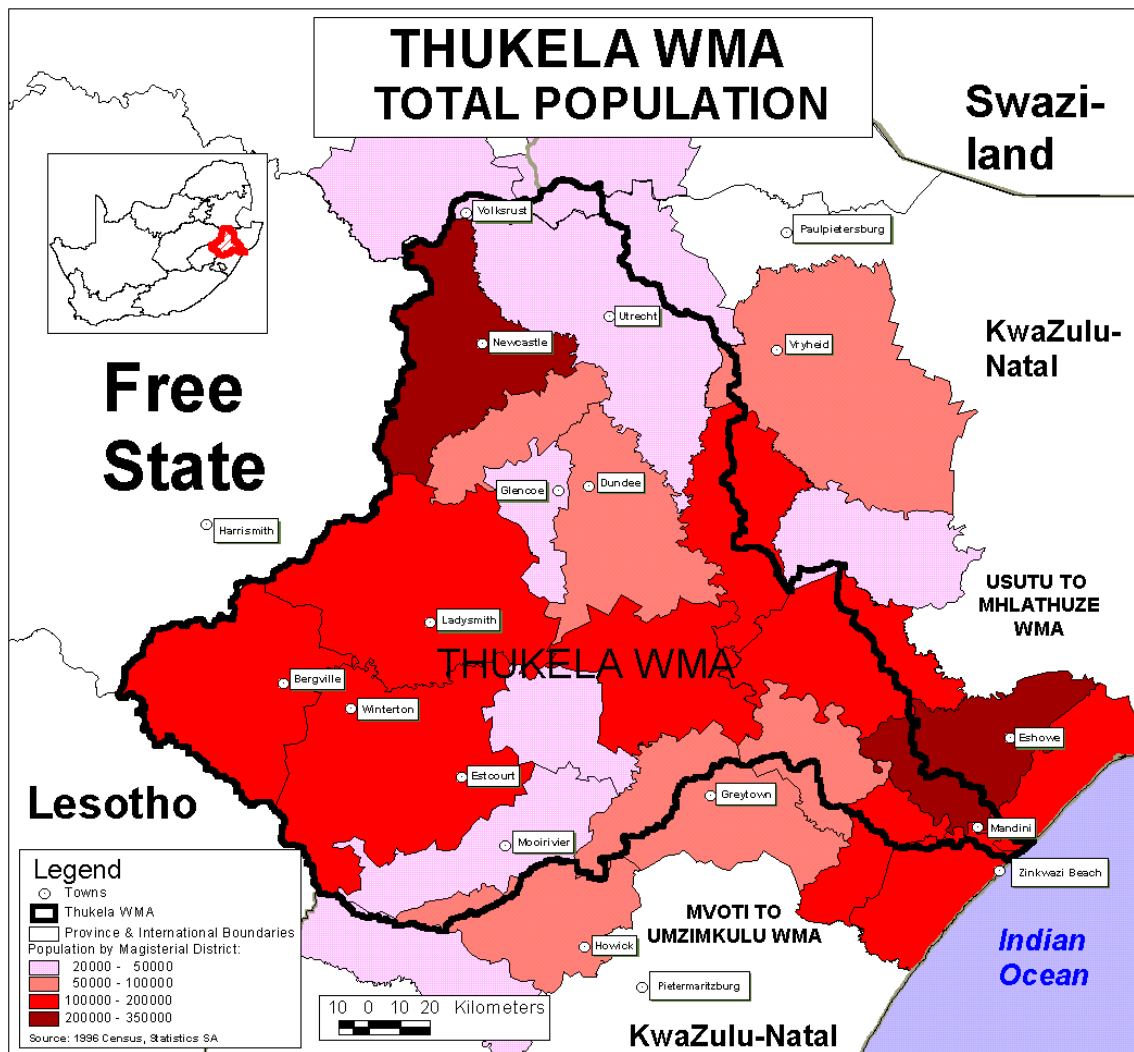 THUKELA WMA
TOTAL POPULATION
Swazi-
land
Volksrust
Paulpietersburg
Utrecht
Newcastle
Vryheid
KwaZulu-
Natal
Free
State
Glencoe
Dundee
Harrismith
USUTU TO
MHLATHUZE
WMA
Ladysmith
THUKELA WMA
Bergville
Winterton
Eshowe
Estcourt
Greytown
Lesotho
Mandini
Mooirivier
Zinkwazi Beach
MVOTI TO
UMZIMKULU WMA
Howick
Indian
Ocean
Pietermaritzburg
KwaZulu-Natal
Legend
Towns
Thukela WMA
Province & International Boundaries
Population by Magisterial District:
20000 - 50000
50000 - 100000
100000 - 200000
200000 - 350000
Source: 1996 Census, Statistics SA
10 0 10 20 Kilometers